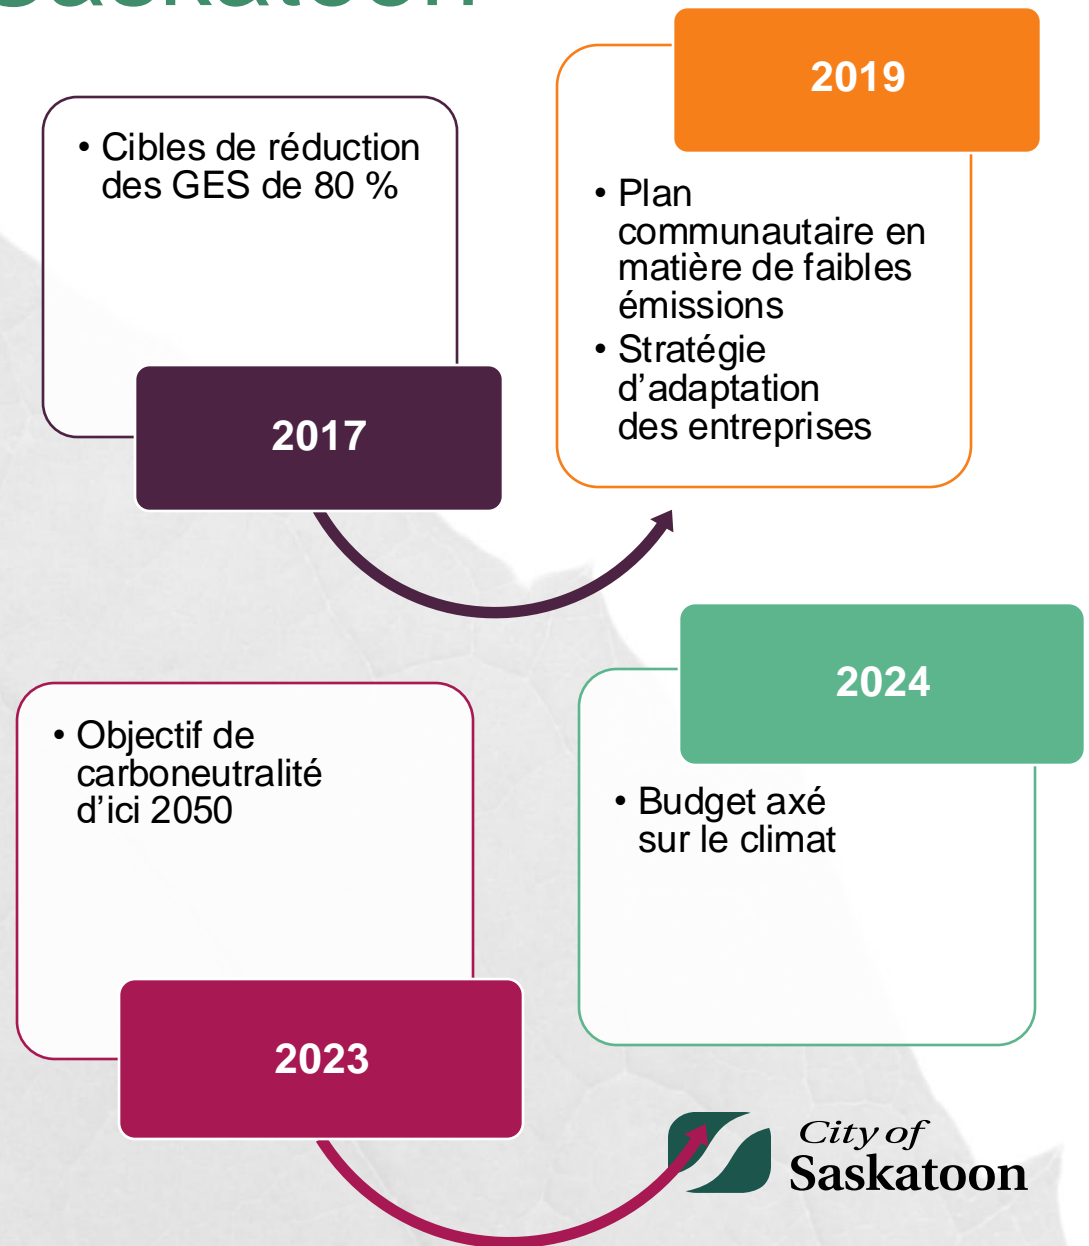 Saskatoon
• Cibles de réduction
des GES de 80 %
2017
2019
• Plan
communautaire en
matière de faibles
émissions
• Stratégie
d’adaptation
des entreprises
• Objectif de
carboneutralité
d’ici 2050
2023
2024
• Budget axé
sur le climat
City of
Saskatoon